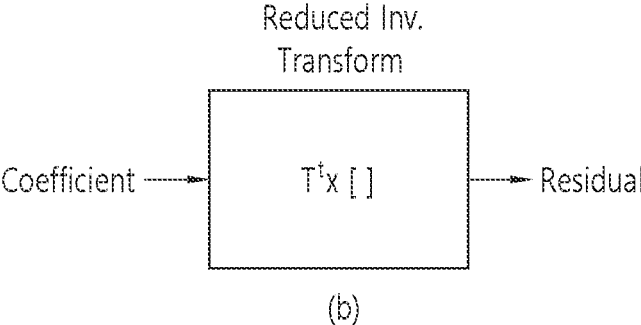 Reduced Inv.
Transform
Coefficient
Tᵗx [ ]
Residual
(b)